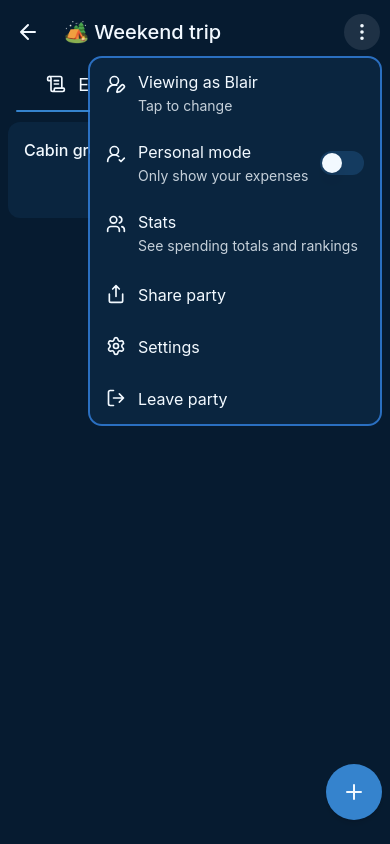 🏕️ Weekend trip
E
Viewing as Blair
Tap to change
Cabin gr
Personal mode
Only show your expenses
Stats
See spending totals and rankings
Share party
Settings
Leave party